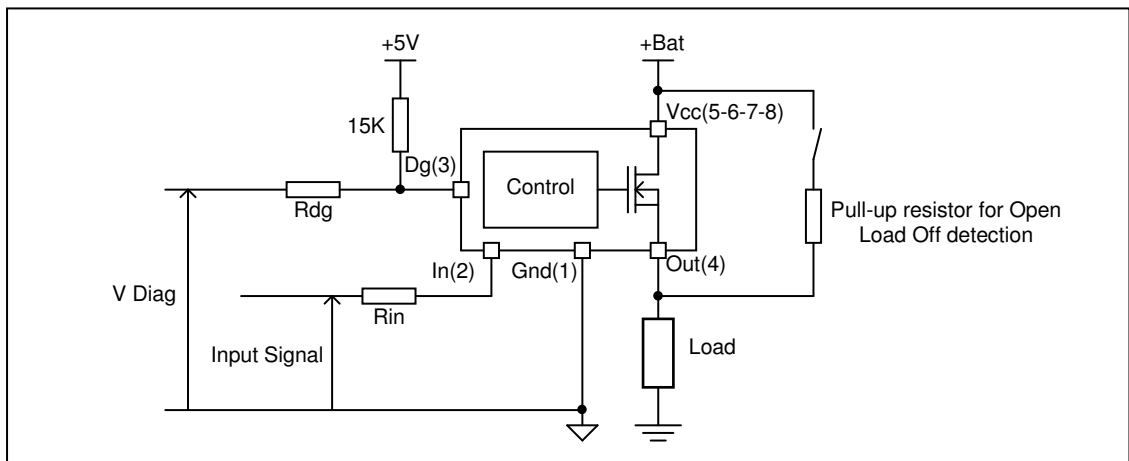 +5V
+Bat
15K
Vcc(5-6-7-8)
Dg(3)
Control
Rdg
Pull-up resistor for Open
Load Off detection
In(2)
Gnd(1)
Out(4)
V Diag
Rin
Input Signal
Load